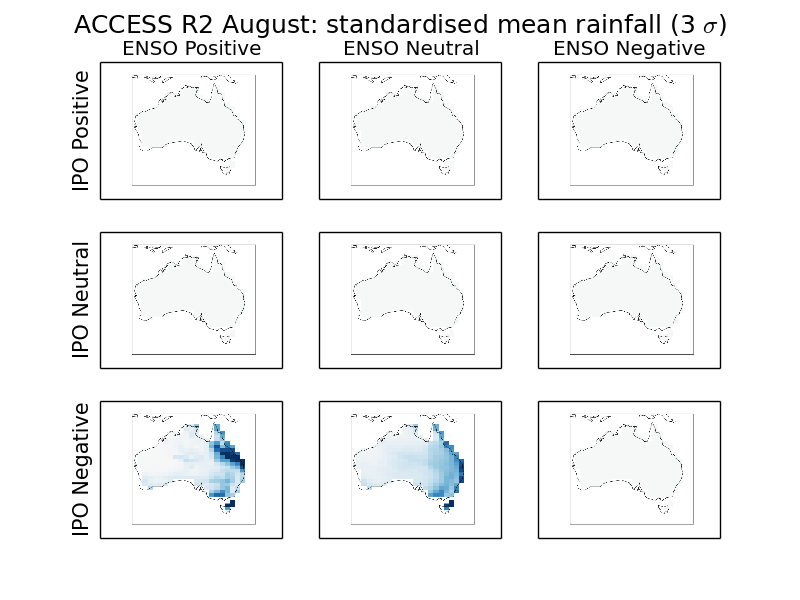 ACCESS R2 August: standardised mean rainfall (3 σ)
ENSO Positive ENSO Neutral ENSO Negative
IPO Positive
IPO Neutral
IPO Negative